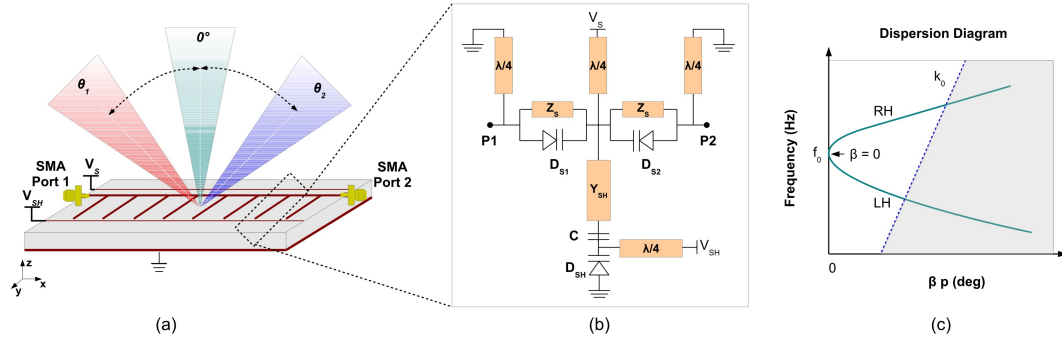 θ1
0°
θ2
SMA
Port 1
VS
VSH
SMA
Port 2
z
x
y
(a)
VS
λ/4
λ/4
λ/4
P1
ZS
ZS
P2
DS1
DS2
YSH
C
λ/4
VSH
DSH
(b)
Dispersion Diagram
k0
RH
f0
β = 0
LH
Frequency (Hz)
0
β p (deg)
(c)